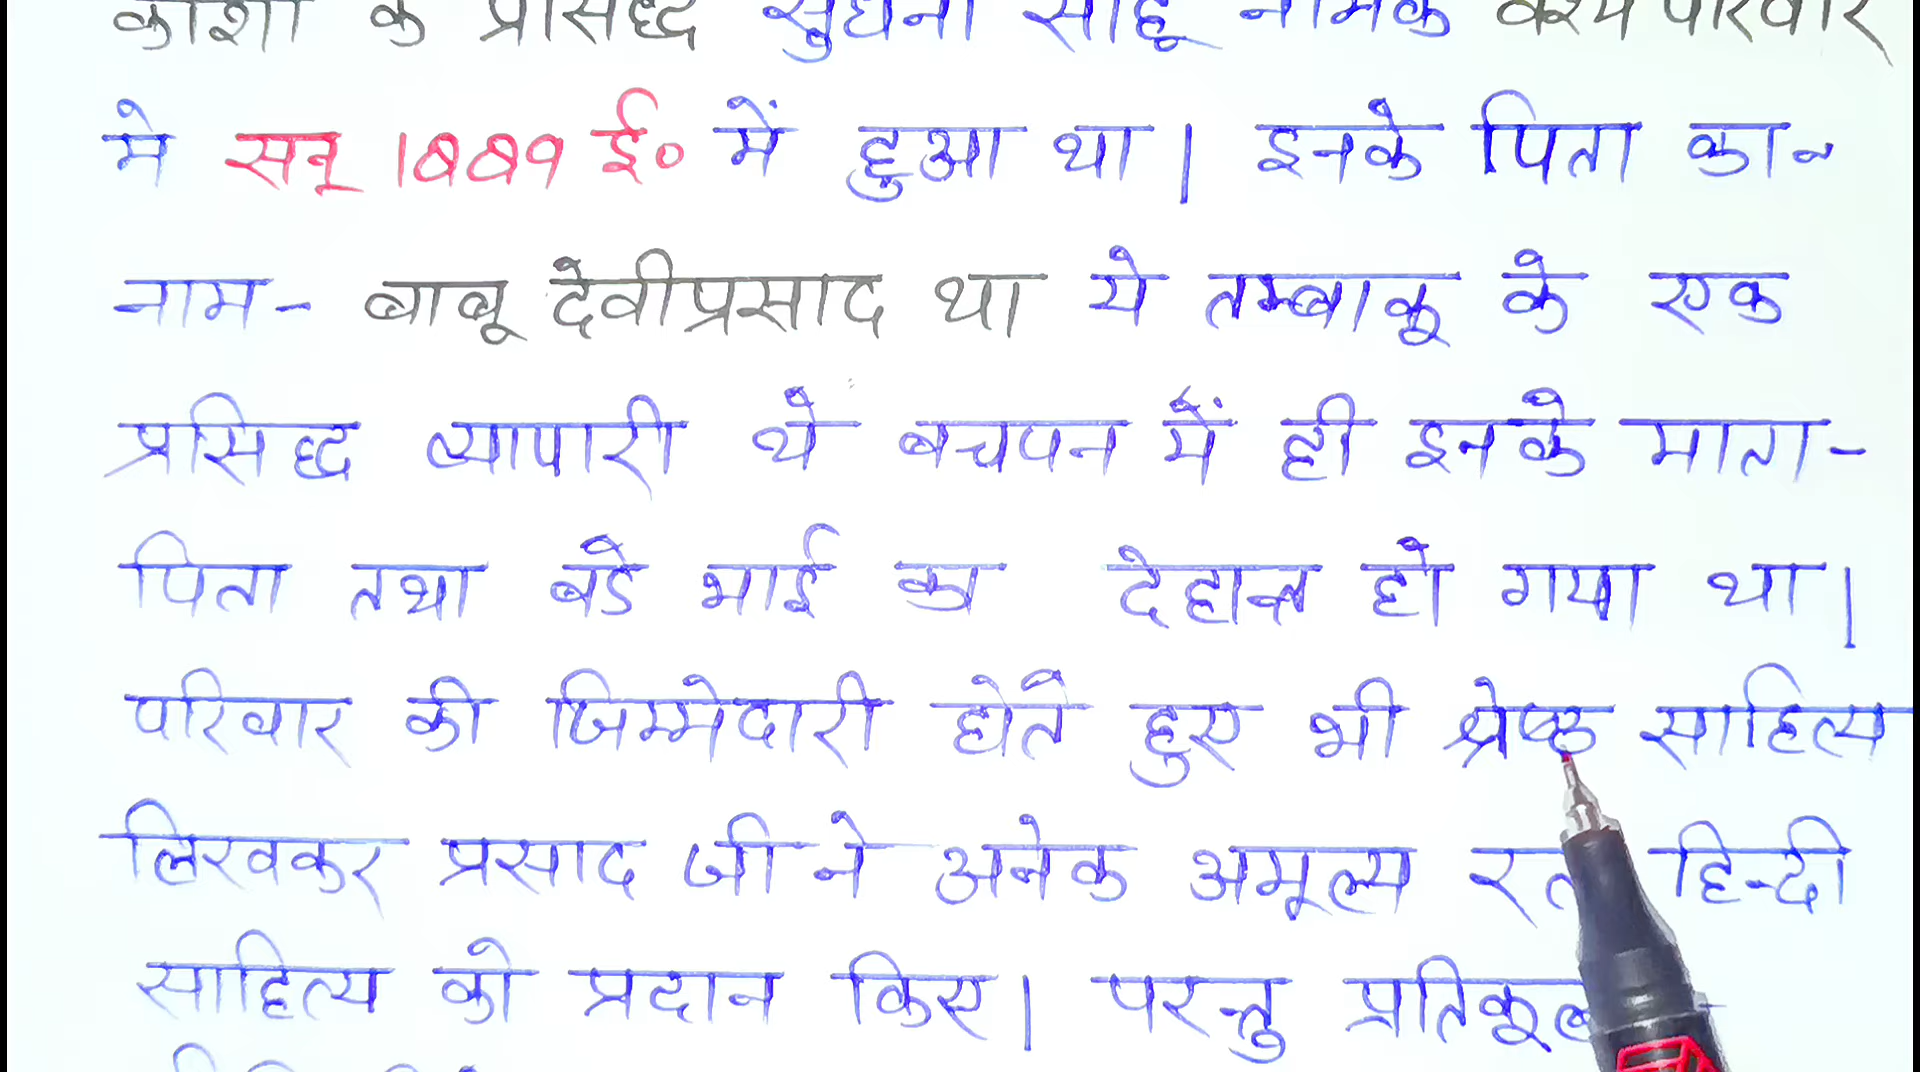 काशी के प्रसिद्ध सुघनी साहू नामक वैश्य परिवार
मे सन् 1889 ई० में हुआ था। इनके पिता का-
नाम- बाबू देवीप्रसाद था ये तम्बाकू के एक
प्रसिद्ध व्यापारी थे बचपन में ही इनके माता-
पिता तथा बडे भाई का देहान्त हो गया था।
परिवार की जिम्मेदारी होते हुए भी श्रेष्ठ साहित्य
लिखकर प्रसाद जी ने अनेक अमूल्य हिन्दी
साहित्य को प्रदान किए। परन्तु प्रतिकूल